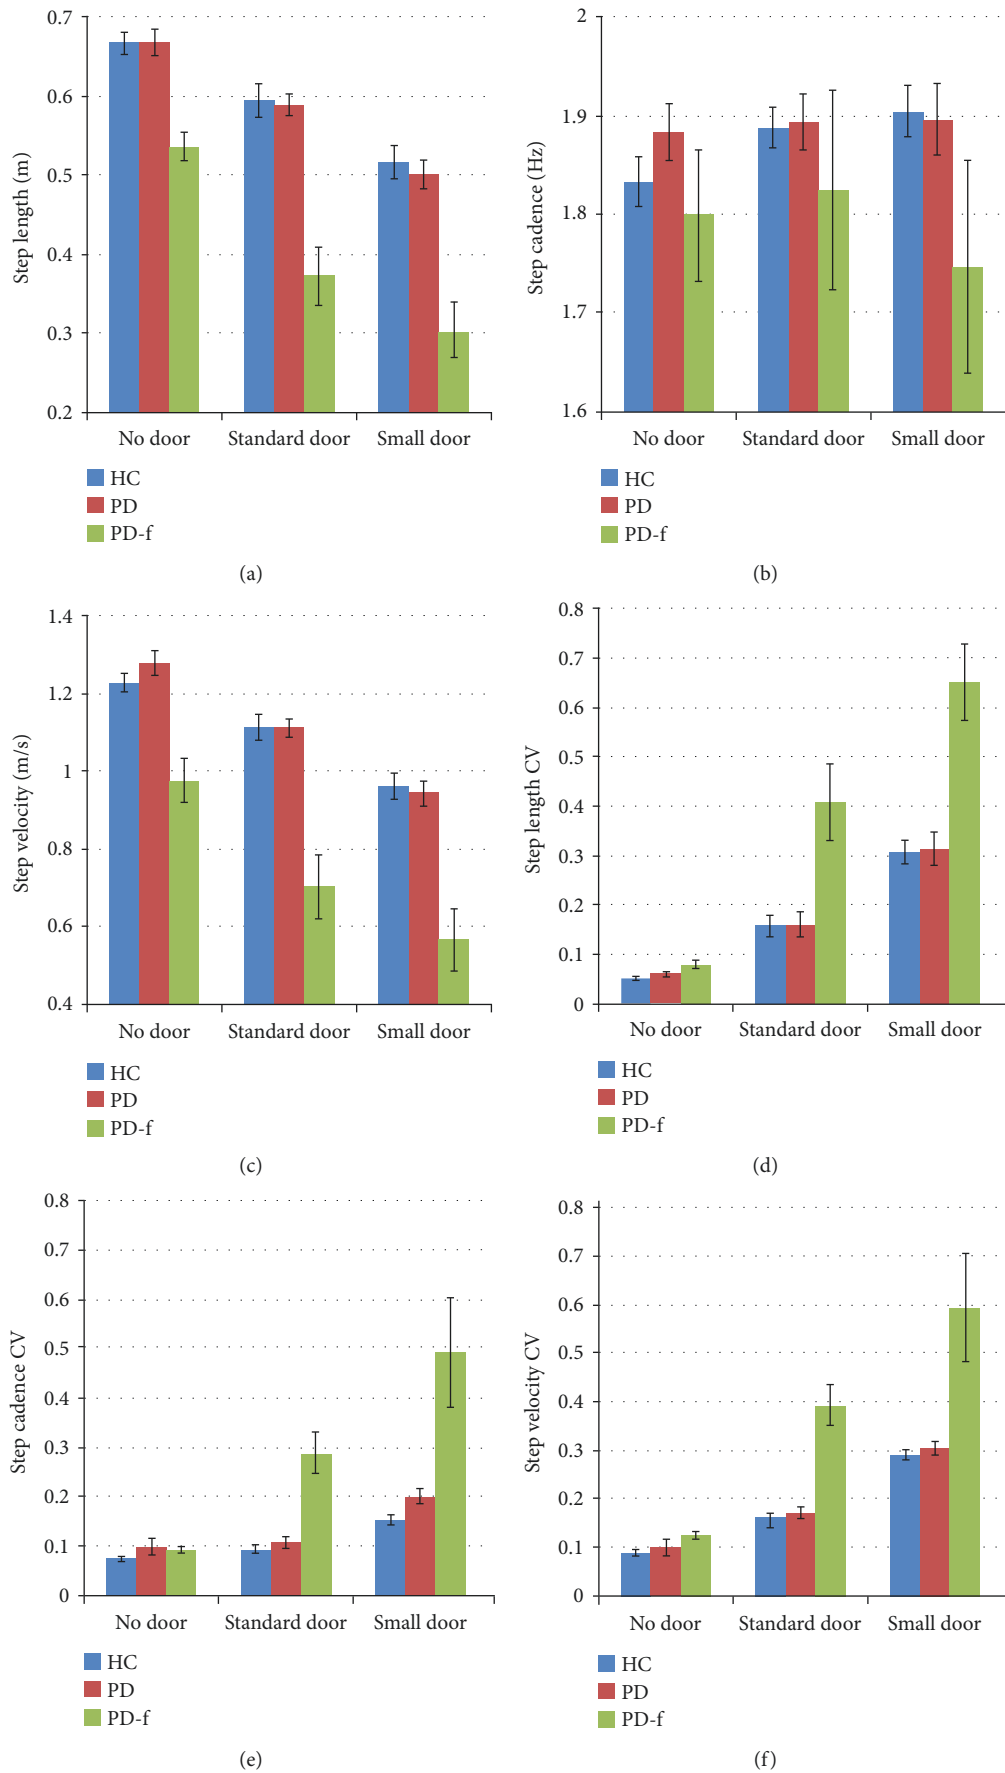 Step length (m)
0.7
0.6
0.5
0.4
0.3
0.2
No door
Standard door
Small door
HC
PD
PD-f
(a)
Step cadence (Hz)
2
1.9
1.8
1.7
1.6
No door
Standard door
Small door
HC
PD
PD-f
(b)
Step velocity (m/s)
1.4
1.2
1
0.8
0.6
0.4
No door
Standard door
Small door
HC
PD
PD-f
(c)
Step length CV
0.8
0.7
0.6
0.5
0.4
0.3
0.2
0.1
0
No door
Standard door
Small door
HC
PD
PD-f
(d)
Step cadence CV
0.8
0.7
0.6
0.5
0.4
0.3
0.2
0.1
0
No door
Standard door
Small door
HC
PD
PD-f
(e)
Step velocity CV
0.8
0.7
0.6
0.5
0.4
0.3
0.2
0.1
0
No door
Standard door
Small door
HC
PD
PD-f
(f)